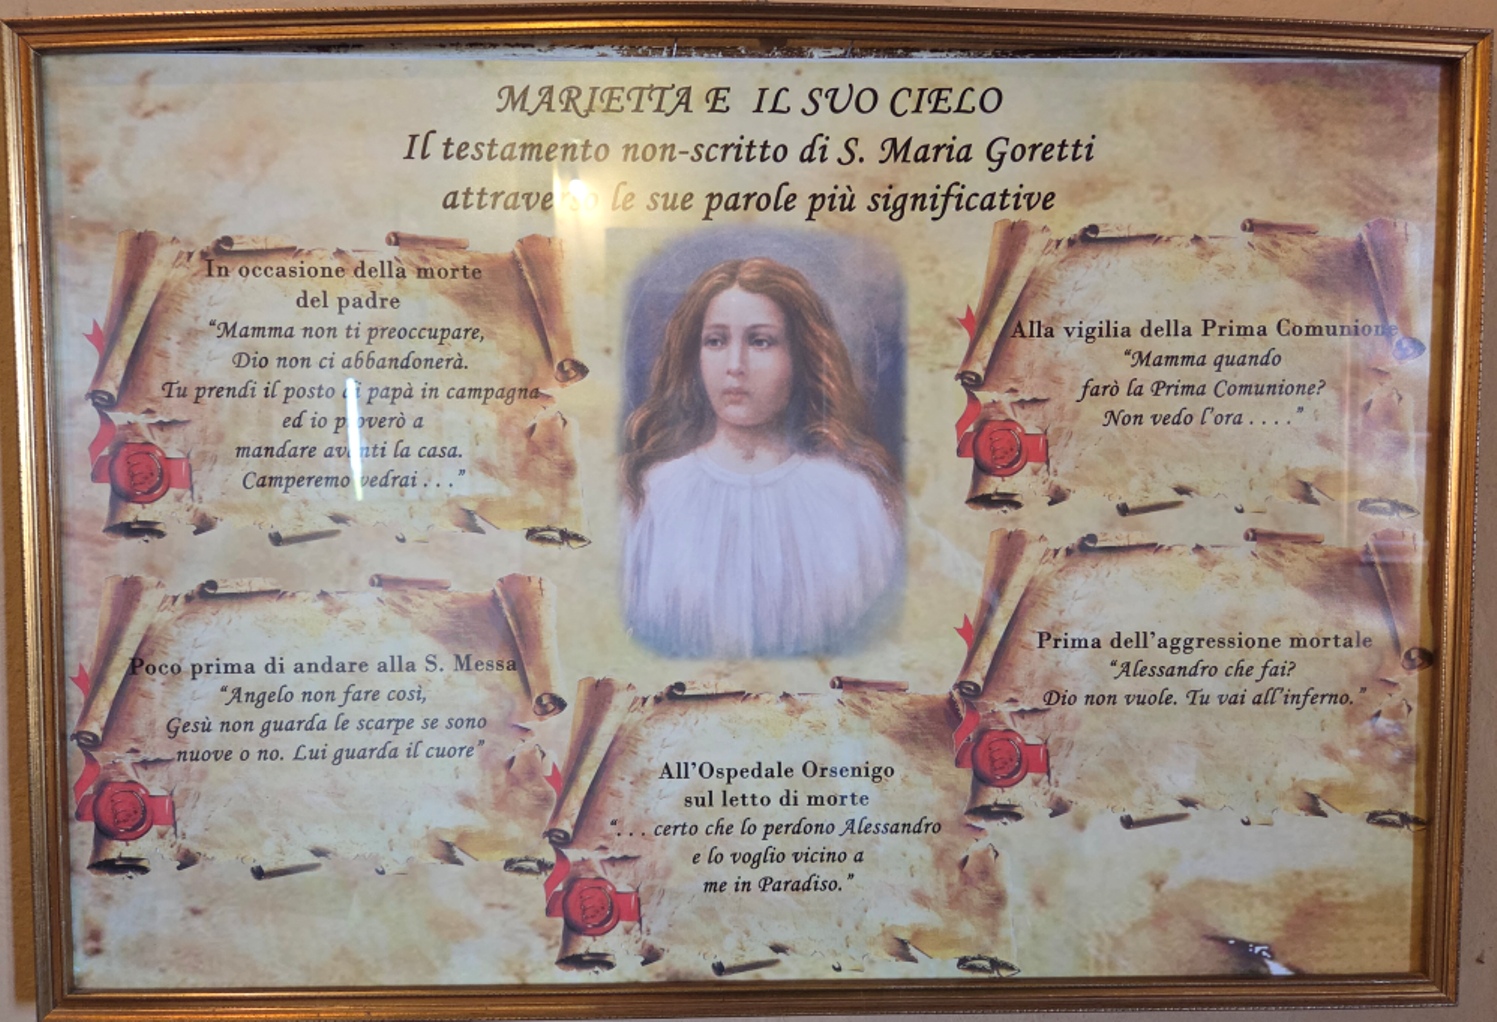 MARIETTA E IL SUO CIELO
Il testamento non-scritto di S. Maria Goretti
attraverso le sue parole più significative
In occasione della morte
del padre
“Mamma non ti preoccupare,
Dio non ci abbandonerà.
Tu prendi il posto di papà in campagna
ed io proverò a
mandare avanti la casa.
Camperemo vedrai . . .”
Poco prima di andare alla S. Messa
“Angelo non fare così,
Gesù non guarda le scarpe se sono
nuove o no. Lui guarda il cuore”
All’Ospedale Orsenigo
sul letto di morte
“. . . certo che lo perdono Alessandro
e lo voglio vicino a
me in Paradiso.”
Alla vigilia della Prima Comunione
“Mamma quando
farò la Prima Comunione?
Non vedo l’ora . . . .”
Prima dell’aggressione mortale
“Alessandro che fai?
Dio non vuole. Tu vai all’inferno.”